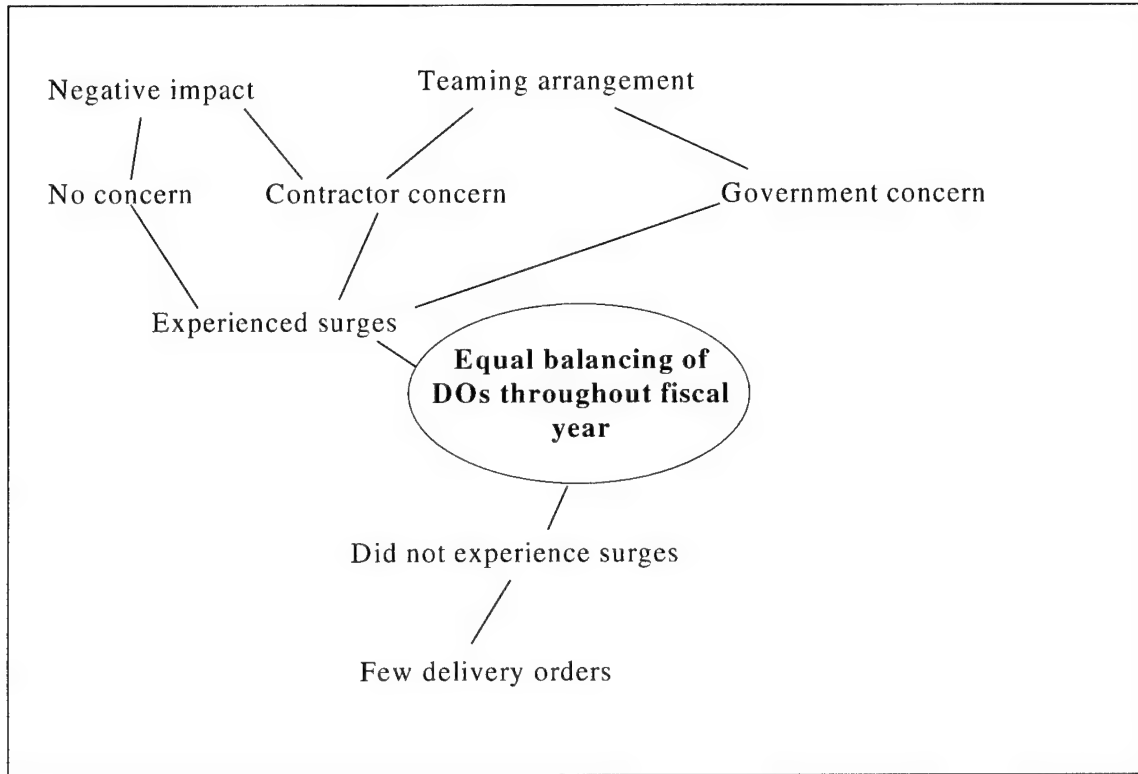 Negative impact
Teaming arrangement
No concern
Contractor concern
Government concern
Experienced surges
Equal balancing of
DOs throughout fiscal
year
Did not experience surges
Few delivery orders